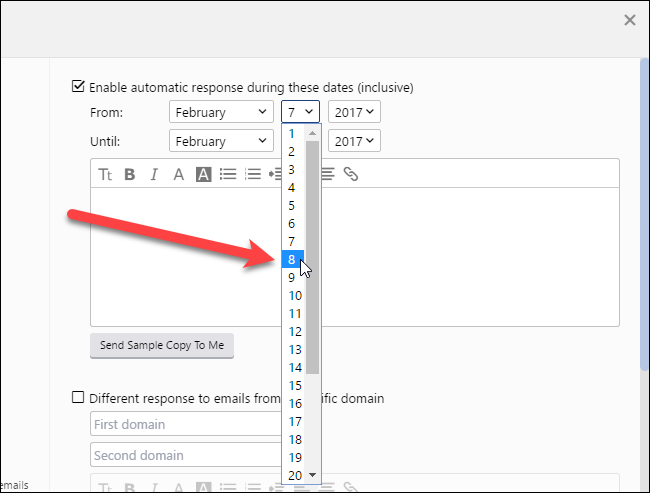 Enable automatic response during these dates (inclusive)
From: February 7 2017
Until: February 2017
1
2
3
4
5
6
7
8
9
10
11
12
13
14
15
16
17
18
19
20
Tt B I A A
Send Sample Copy To Me
Different response to emails from ific domain
First domain
Second domain
Tt B I A A
emails